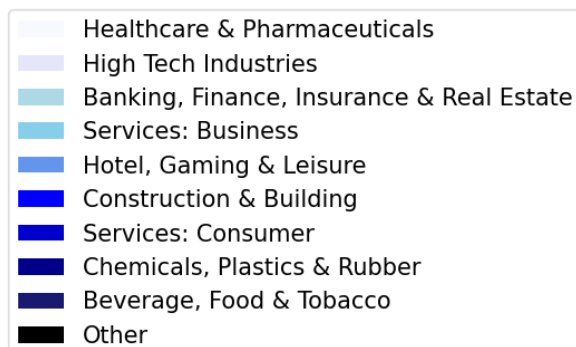 Healthcare & Pharmaceuticals
High Tech Industries
Banking, Finance, Insurance & Real Estate
Services: Business
Hotel, Gaming & Leisure
Construction & Building
Services: Consumer
Chemicals, Plastics & Rubber
Beverage, Food & Tobacco
Other